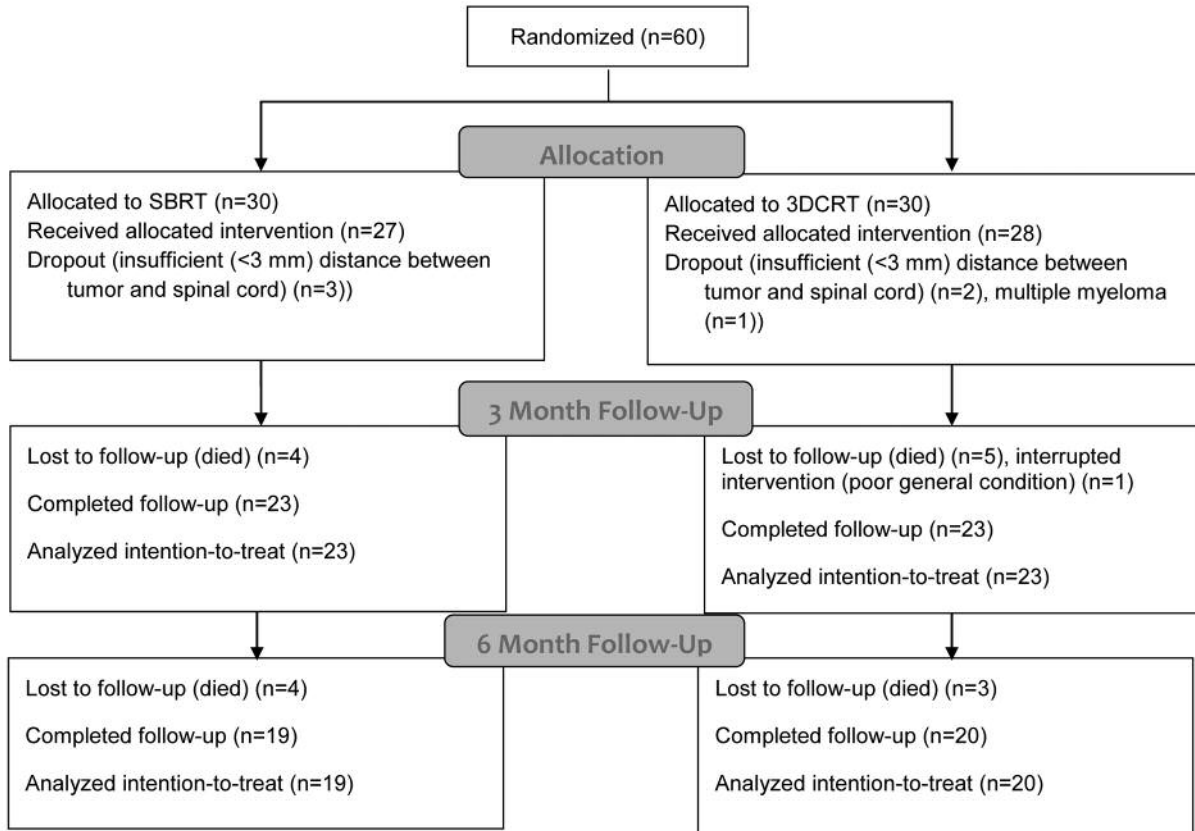 Randomized (n=60)
Allocation
Allocated to SBRT (n=30)
Received allocated intervention (n=27)
Dropout (insufficient (<3 mm) distance between
tumor and spinal cord) (n=3))
Allocated to 3DCRT (n=30)
Received allocated intervention (n=28)
Dropout (insufficient (<3 mm) distance between
tumor and spinal cord) (n=2), multiple myeloma
(n=1))
3 Month Follow-Up
Lost to follow-up (died) (n=4)
Completed follow-up (n=23)
Analyzed intention-to-treat (n=23)
Lost to follow-up (died) (n=5), interrupted
intervention (poor general condition) (n=1)
Completed follow-up (n=23)
Analyzed intention-to-treat (n=23)
6 Month Follow-Up
Lost to follow-up (died) (n=4)
Completed follow-up (n=19)
Analyzed intention-to-treat (n=19)
Lost to follow-up (died) (n=3)
Completed follow-up (n=20)
Analyzed intention-to-treat (n=20)